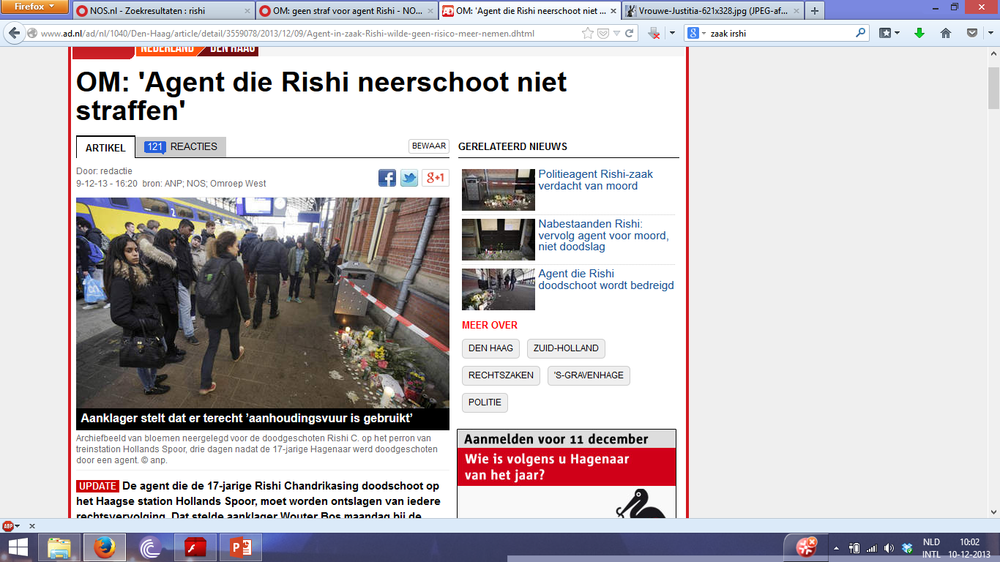 Firefox
NOS.nl - Zoekresultaten : rishi
OM: geen straf voor agent Rishi - NO...
OM: 'Agent die Rishi neerschoot niet ...
Vrouwe-Justitia-621x328.jpg (JPEG-af...
www.ad.nl/ad/nl/1040/Den-Haag/article/detail/3559078/2013/12/09/Agent-in-zaak-Rishi-wilde-geen-risico-meer-nemen.dhtml
zaak irshi
NEDERLAND DEN HAAG
OM: 'Agent die Rishi neerschoot niet
straffen'
ARTIKEL
121 REACTIES
BEWAAR
Door: redactie
9-12-13 - 16:20 bron: ANP; NOS; Omroep West
g+1
Aanklager stelt dat er terecht 'aanhoudingsvuur is gebruikt'
Archiefbeeld van bloemen neergelegd voor de doodgeschoten Rishi C. op het perron van
treinstation Hollands Spoor, drie dagen nadat de 17-jarige Hagenaar werd doodgeschoten
door een agent. © anp.
UPDATE De agent die de 17-jarige Rishi Chandrikasing doodschoot op
het Haagse station Hollands Spoor, moet worden ontslagen van iedere
rechtsvervolging. Dat stelde aanklager Wouter Bos maandag bij de
GERELATEERD NIEUWS
Politieagent Rishi-zaak
verdacht van moord
Nabestaanden Rishi:
vervolg agent voor moord,
niet doodslag
Agent die Rishi
doodschoot wordt bedreigd
MEER OVER
DEN HAAG
ZUID-HOLLAND
RECHTSZAKEN
'S-GRAVENHAGE
POLITIE
Aanmelden voor 11 december
Wie is volgens u Hagenaar
van het jaar?
ABP
NLD
INTL
10:02
10-12-2013